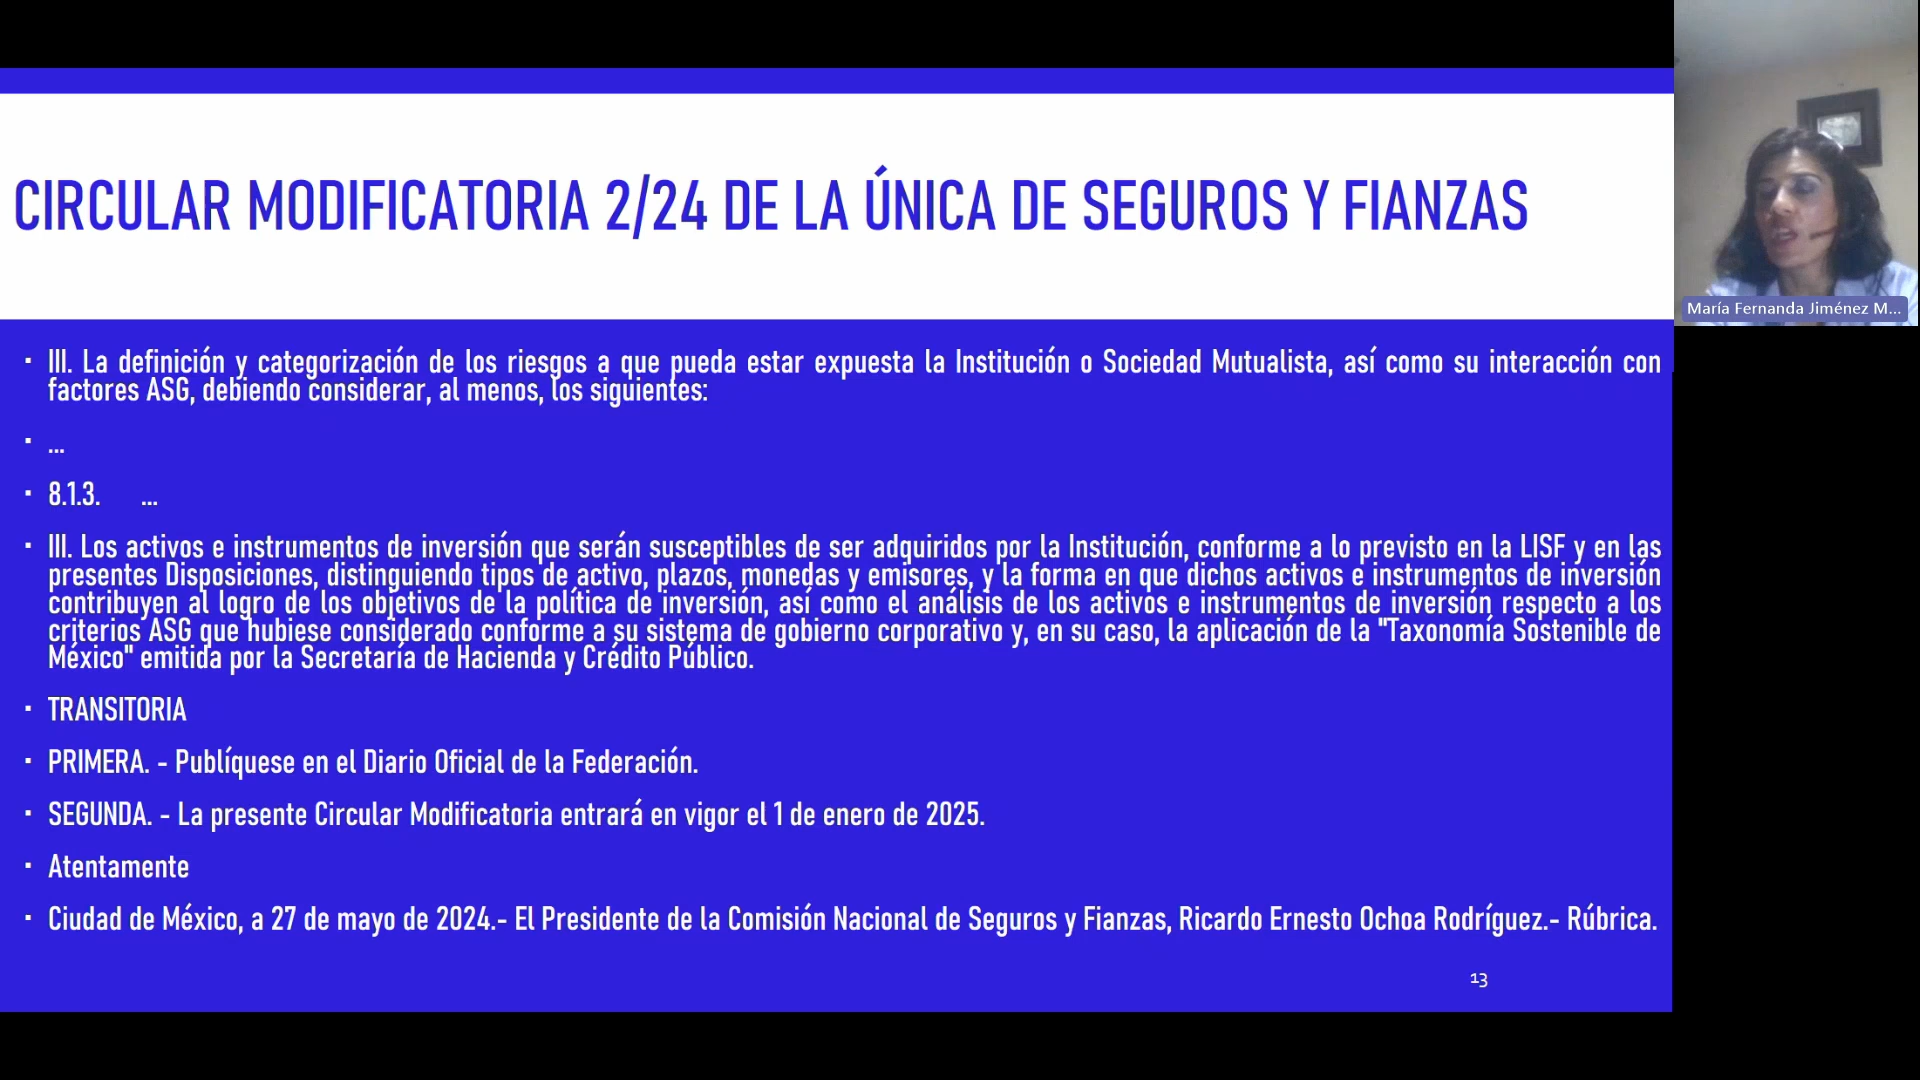 CIRCULAR MODIFICATORIA 2/24 DE LA ÚNICA DE SEGUROS Y FIANZAS
María Fernanda Jiménez M...
▪ III. La definición y categorización de los riesgos a que pueda estar expuesta la Institución o Sociedad Mutualista, así como su interacción con
factores ASG, debiendo considerar, al menos, los siguientes:
▪ ...
▪ 8.1.3. ...
▪ III. Los activos e instrumentos de inversión que serán susceptibles de ser adquiridos por la Institución, conforme a lo previsto en la LISF y en las
presentes Disposiciones, distinguiendo tipos de activo, plazos, monedas y emisores, y la forma en que dichos activos e instrumentos de inversión
contribuyen al logro de los objetivos de la política de inversión, así como el análisis de los activos e instrumentos de inversión respecto a los
criterios ASG que hubiese considerado conforme a su sistema de gobierno corporativo y, en su caso, la aplicación de la "Taxonomía Sostenible de
México" emitida por la Secretaría de Hacienda y Crédito Público.
▪ TRANSITORIA
▪ PRIMERA. - Publíquese en el Diario Oficial de la Federación.
▪ SEGUNDA. - La presente Circular Modificatoria entrará en vigor el 1 de enero de 2025.
▪ Atentamente
▪ Ciudad de México, a 27 de mayo de 2024.- El Presidente de la Comisión Nacional de Seguros y Fianzas, Ricardo Ernesto Ochoa Rodríguez.- Rúbrica.
13